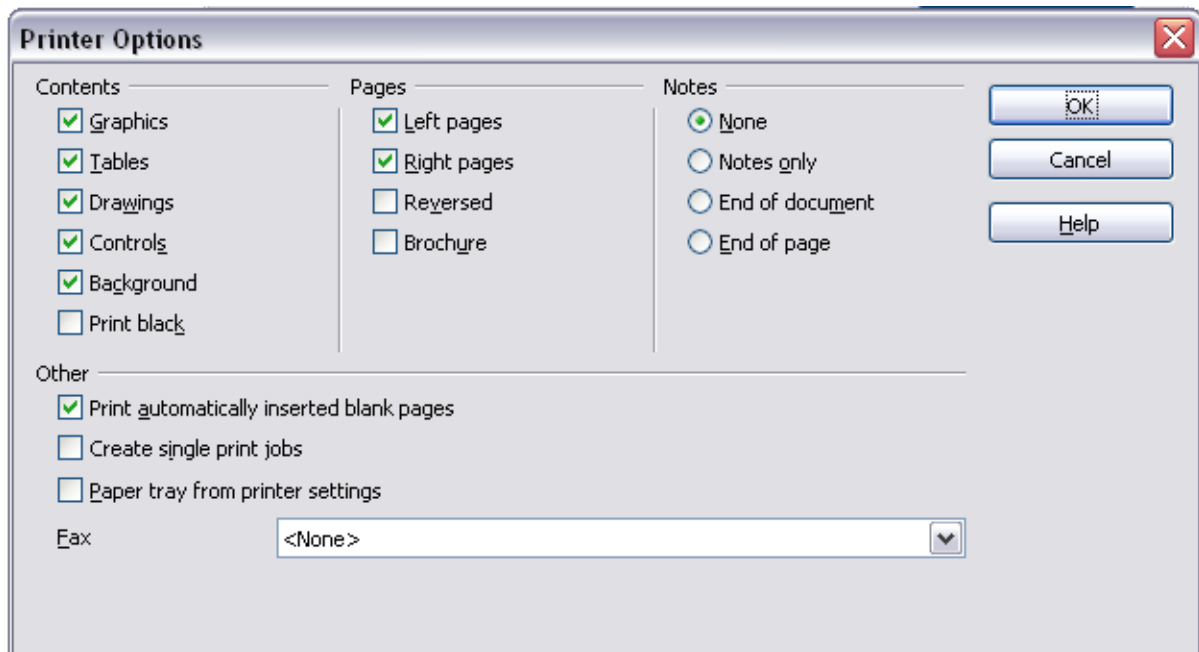 Printer Options
Contents
Graphics
Tables
Drawings
Controls
Background
Print black
Pages
Left pages
Right pages
Reversed
Brochure
Notes
None
Notes only
End of document
End of page
OK
Cancel
Help
Other
Print automatically inserted blank pages
Create single print jobs
Paper tray from printer settings
Fax <None>